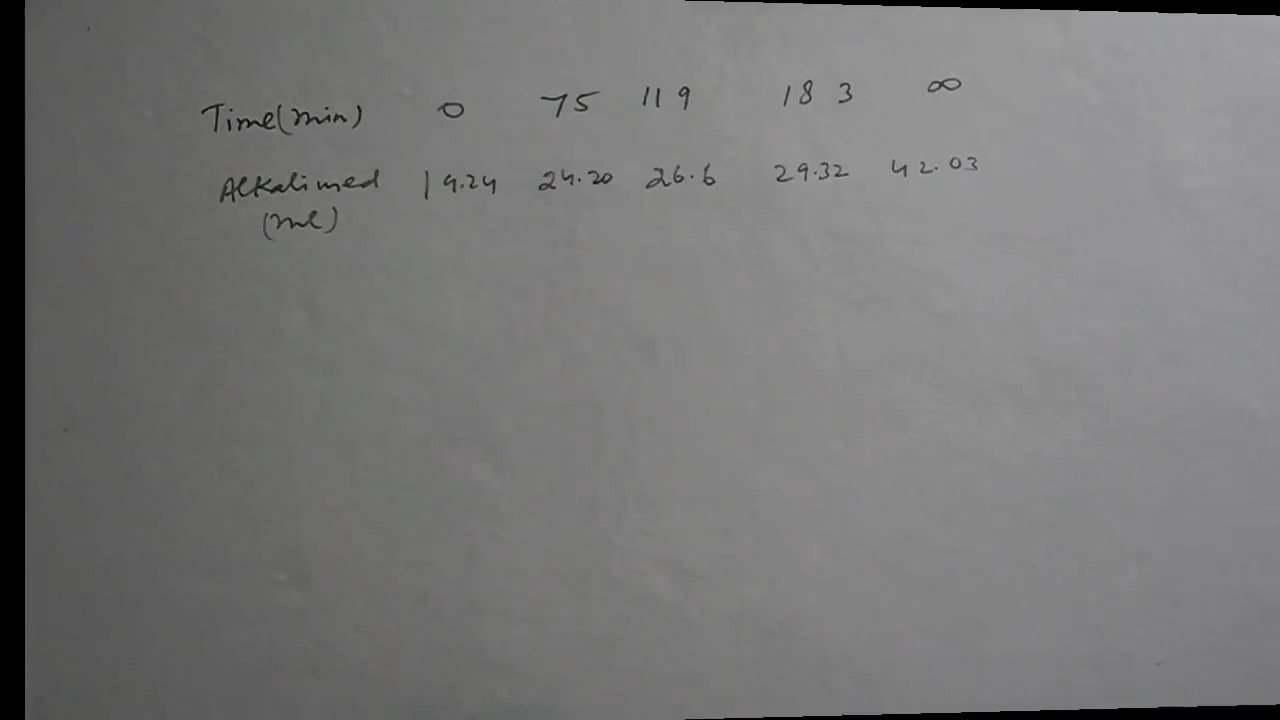 Time(min) 0 75 119 183 ∞
Alkali used 19.24 24.20 26.6 29.32 42.03
(ml)